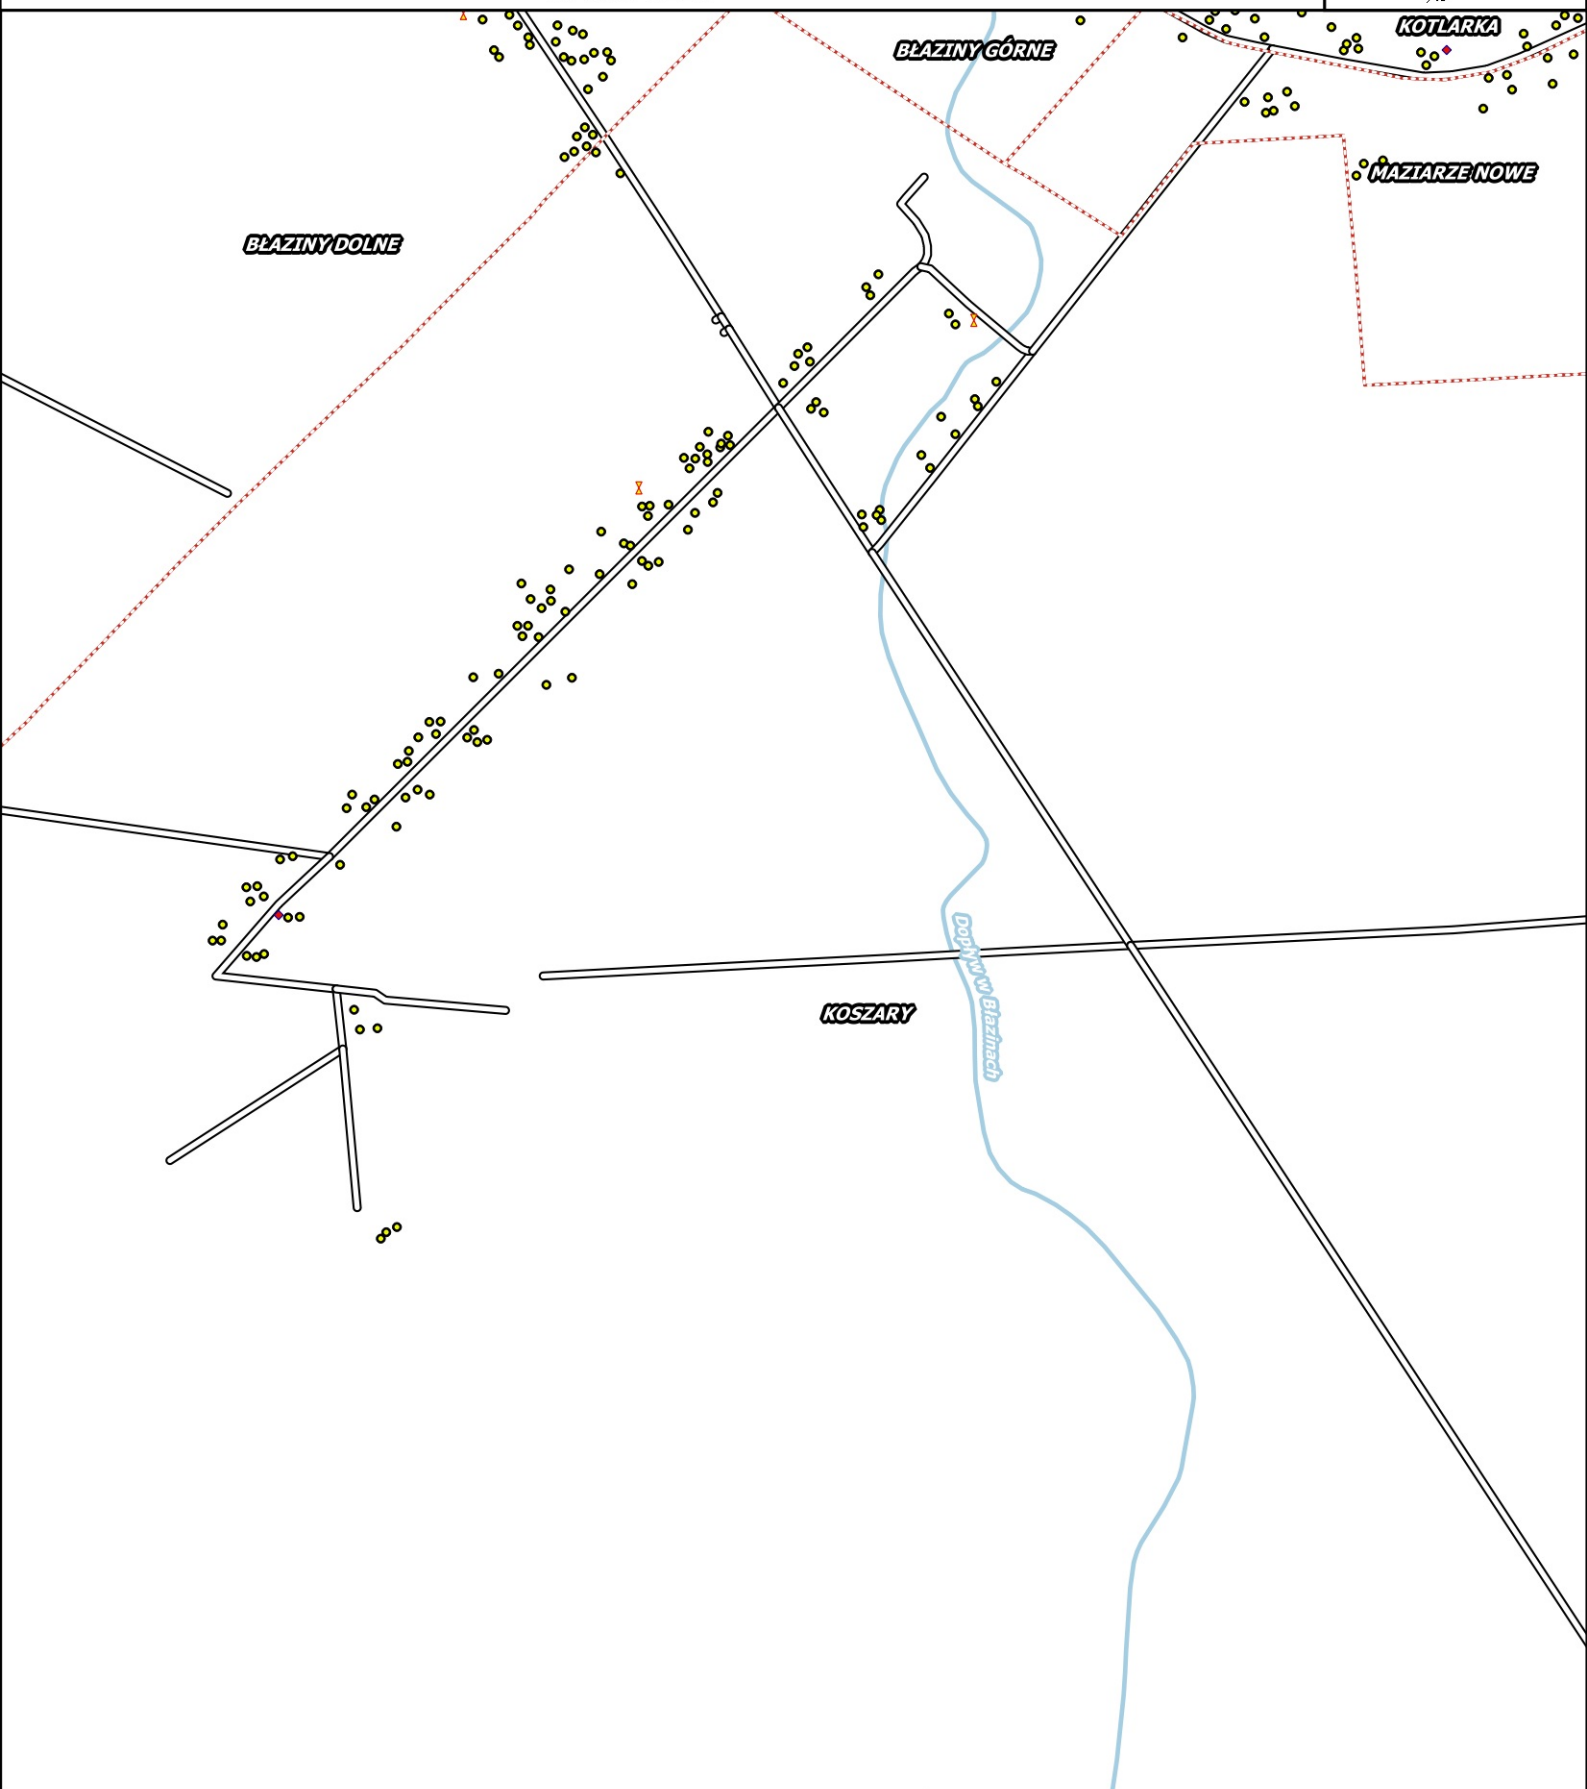 KOTLARKA
BŁAZINY GÓRNE
MAZIARZE NOWE
BŁAZINY DOLNE
Dopływ w Błazinach
KOSZARY